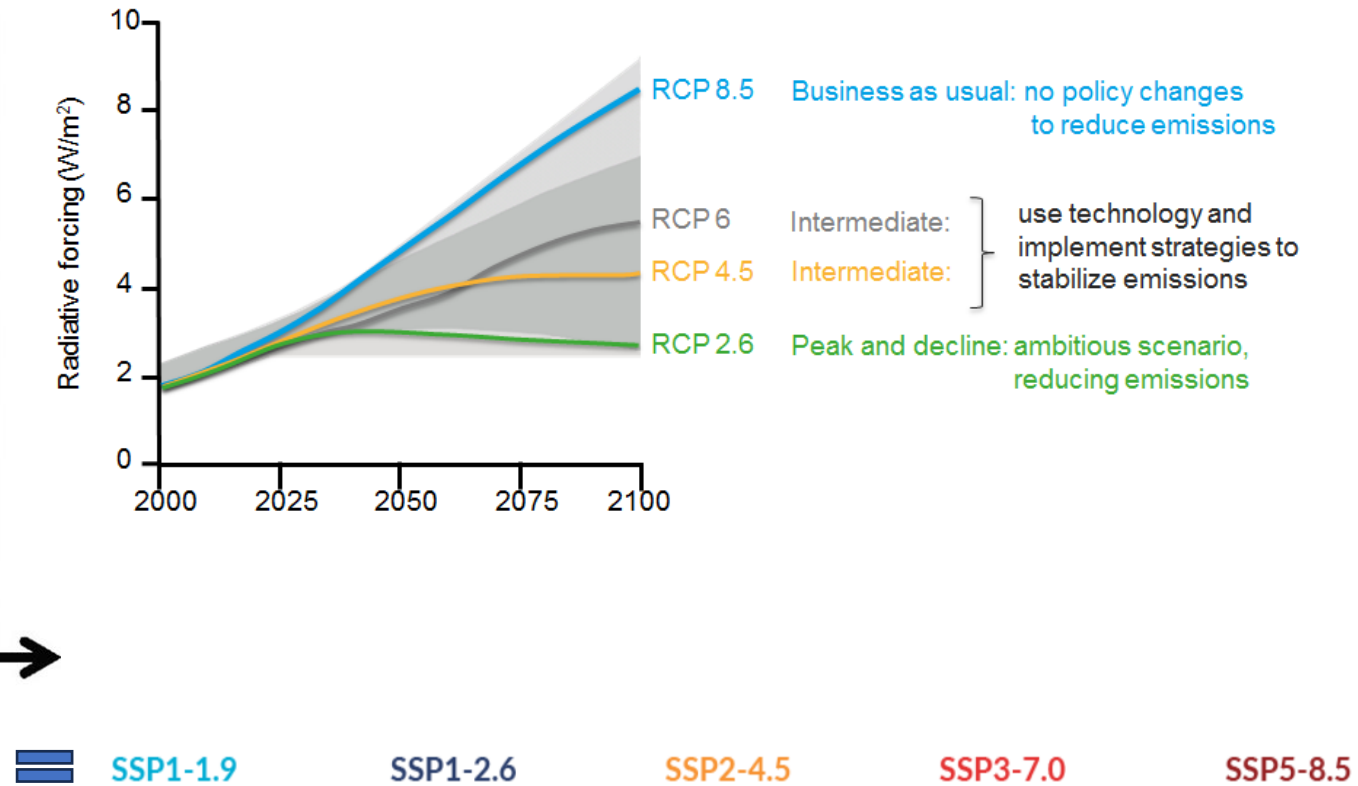 10
8
6
4
2
0
Radiative forcing (W/m²)
2000 2025 2050 2075 2100
RCP 8.5 Business as usual: no policy changes
to reduce emissions
RCP 6 Intermediate:
RCP 4.5 Intermediate:
use technology and
implement strategies to
stabilize emissions
RCP 2.6 Peak and decline: ambitious scenario,
reducing emissions
SSP1-1.9 SSP1-2.6 SSP2-4.5 SSP3-7.0 SSP5-8.5